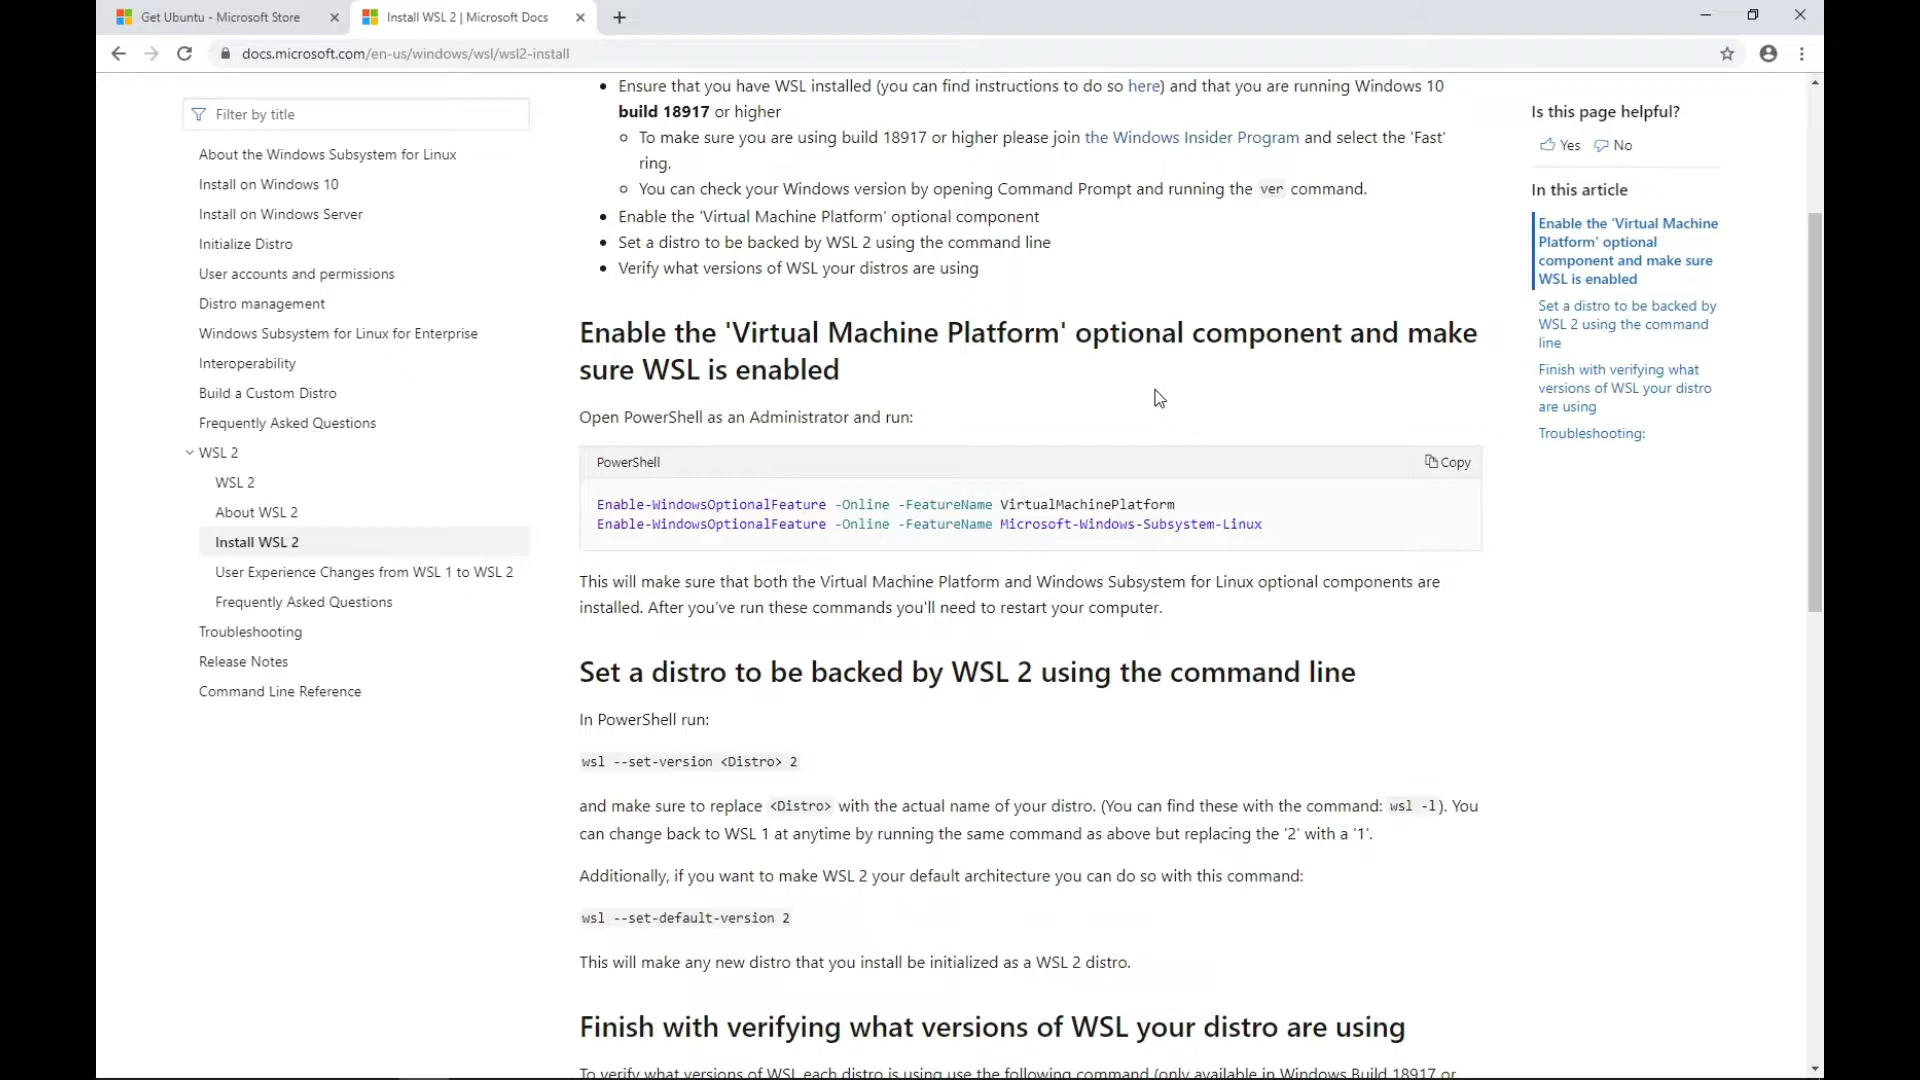 Get Ubuntu - Microsoft Store
Install WSL 2 | Microsoft Docs
docs.microsoft.com/en-us/windows/wsl/wsl2-install
Filter by title
About the Windows Subsystem for Linux
Install on Windows 10
Install on Windows Server
Initialize Distro
User accounts and permissions
Distro management
Windows Subsystem for Linux for Enterprise
Interoperability
Build a Custom Distro
Frequently Asked Questions
WSL 2
WSL 2
About WSL 2
Install WSL 2
User Experience Changes from WSL 1 to WSL 2
Frequently Asked Questions
Troubleshooting
Release Notes
Command Line Reference
Ensure that you have WSL installed (you can find instructions to do so here) and that you are running Windows 10
build 18917 or higher
To make sure you are using build 18917 or higher please join the Windows Insider Program and select the 'Fast'
ring.
You can check your Windows version by opening Command Prompt and running the ver command.
Enable the 'Virtual Machine Platform' optional component
Set a distro to be backed by WSL 2 using the command line
Verify what versions of WSL your distros are using
Enable the 'Virtual Machine Platform' optional component and make
sure WSL is enabled
Open PowerShell as an Administrator and run:
PowerShell
Copy
Enable-WindowsOptionalFeature -Online -FeatureName VirtualMachinePlatform
Enable-WindowsOptionalFeature -Online -FeatureName Microsoft-Windows-Subsystem-Linux
This will make sure that both the Virtual Machine Platform and Windows Subsystem for Linux optional components are
installed. After you've run these commands you'll need to restart your computer.
Set a distro to be backed by WSL 2 using the command line
In PowerShell run:
wsl --set-version <Distro> 2
and make sure to replace <Distro> with the actual name of your distro. (You can find these with the command: wsl -l). You
can change back to WSL 1 at anytime by running the same command as above but replacing the '2' with a '1'.
Additionally, if you want to make WSL 2 your default architecture you can do so with this command:
wsl --set-default-version 2
This will make any new distro that you install be initialized as a WSL 2 distro.
Finish with verifying what versions of WSL your distro are using
To verify what versions of WSL each distro is using use the following command (only available in Windows Build 18917 or
Is this page helpful?
Yes
No
In this article
Enable the 'Virtual Machine
Platform' optional
component and make sure
WSL is enabled
Set a distro to be backed by
WSL 2 using the command
line
Finish with verifying what
versions of WSL your distro
are using
Troubleshooting: